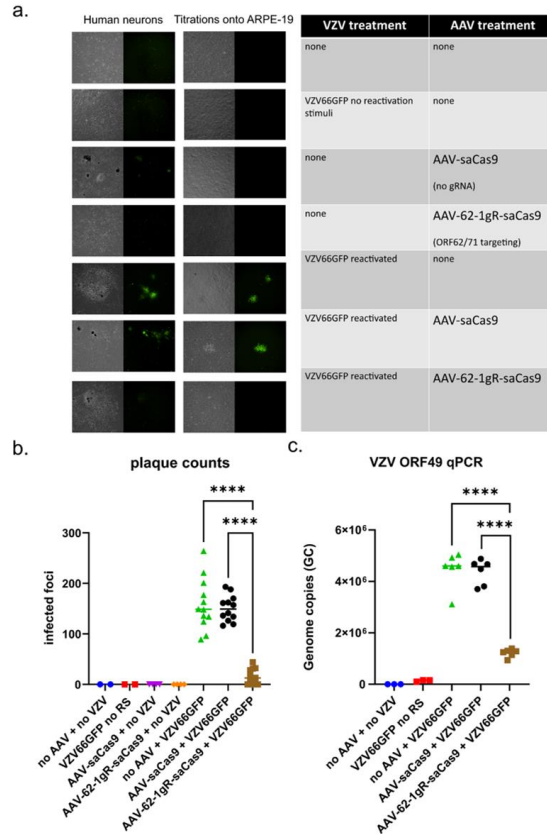 a.
Human neurons
Titrations onto ARPE-19
VZV treatment
AAV treatment
none
none
VZV66GFP no reactivation
stimuli
none
none
AAV-saCas9
(no gRNA)
none
AAV-62-1gR-saCas9
(ORF62/71 targeting)
VZV66GFP reactivated
none
VZV66GFP reactivated
AAV-saCas9
VZV66GFP reactivated
AAV-62-1gR-saCas9
b.
plaque counts
****
****
300
200
100
0
infected foci
no AAV + no VZV
VZV66GFP no RS
AAV-saCas9 + no VZV
AAV-62-1gR-saCas9 + no VZV
no AAV + VZV66GFP
AAV-saCas9 + VZV66GFP
AAV-62-1gR-saCas9 + VZV66GFP
c.
VZV ORF49 qPCR
****
****
6×10⁶
4×10⁶
2×10⁶
0
Genome copies (GC)
no AAV + no VZV
VZV66GFP no RS
no AAV + VZV66GFP
AAV-saCas9 + VZV66GFP
AAV-62-1gR-saCas9 + VZV66GFP